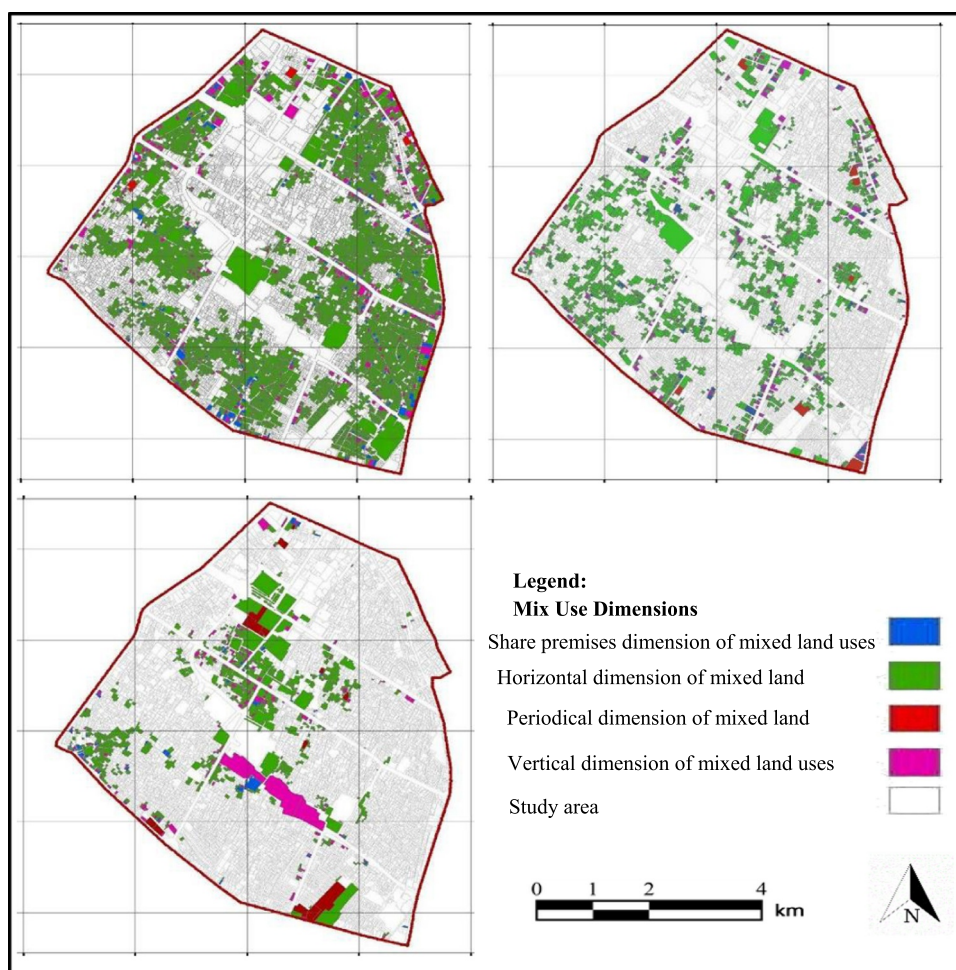 Legend:
Mix Use Dimensions
Share premises dimension of mixed land uses
Horizontal dimension of mixed land
Periodical dimension of mixed land
Vertical dimension of mixed land uses
Study area
0 1 2 4
km
N